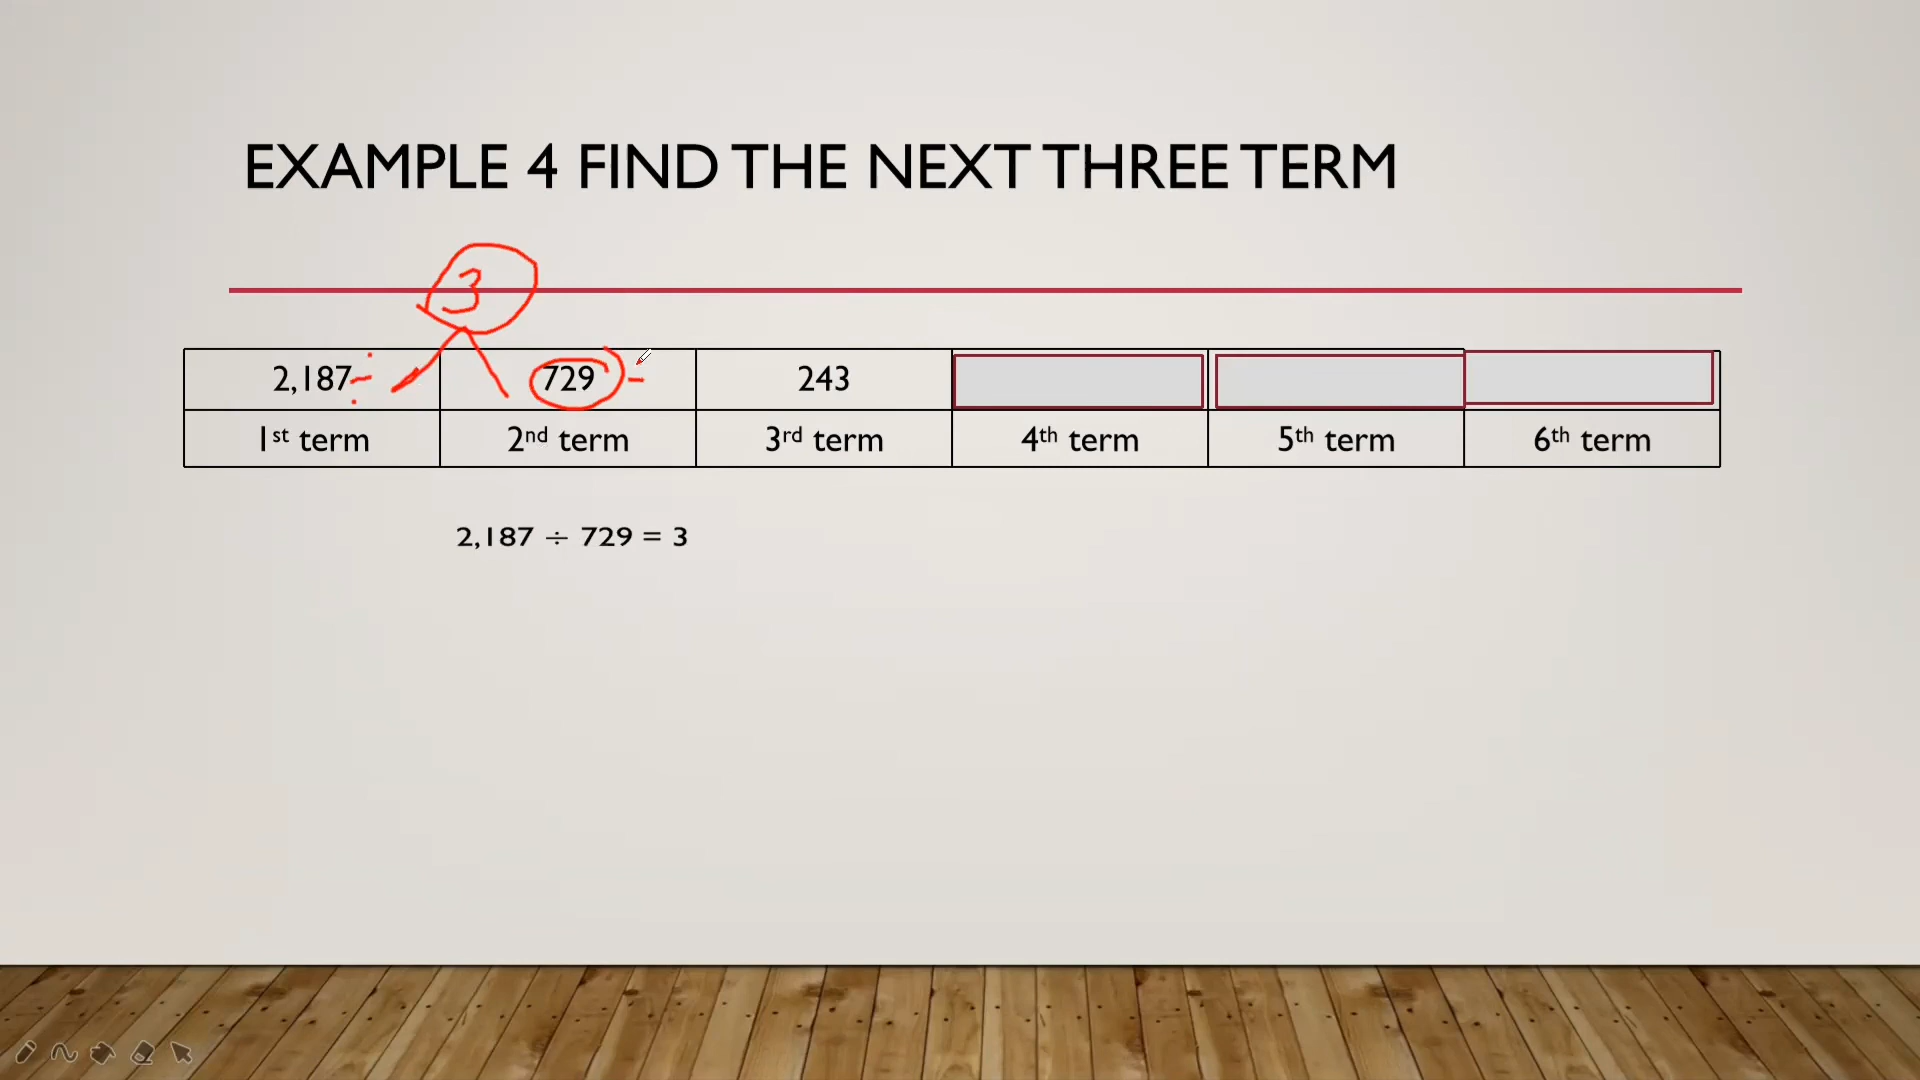 EXAMPLE 4 FIND THE NEXT THREE TERM
3
2,187 ÷ 729 - 243
1st term 2nd term 3rd term 4th term 5th term 6th term
2,187 ÷ 729 = 3